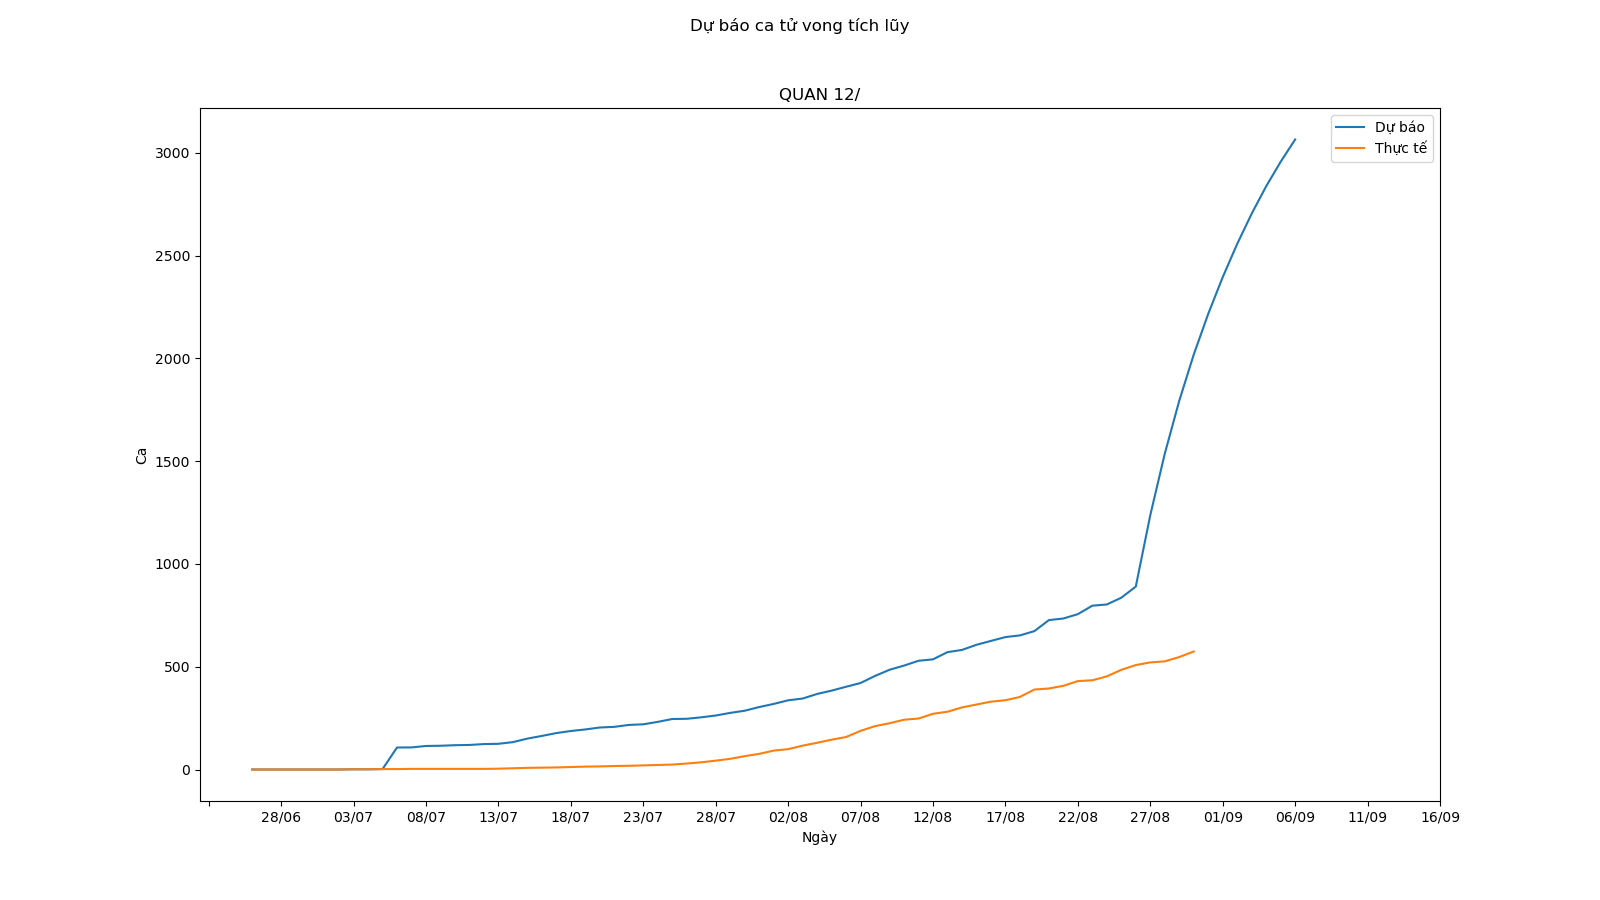 Dự báo ca tử vong tích lũy
QUAN 12/
Dự báo
Thực tế
3000
2500
2000
1500
1000
500
0
Ca
28/06 03/07 08/07 13/07 18/07 23/07 28/07 02/08 07/08 12/08 17/08 22/08 27/08 01/09 06/09 11/09 16/09
Ngày